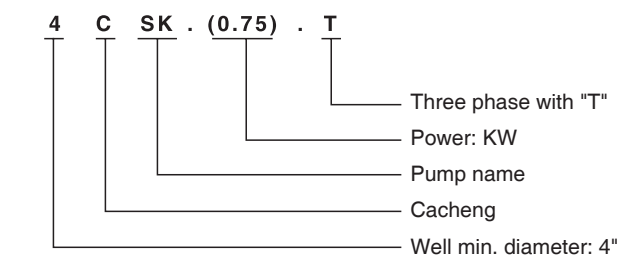 4 C SK . (0.75) . T
Three phase with "T"
Power: KW
Pump name
Cacheng
Well min. diameter: 4"